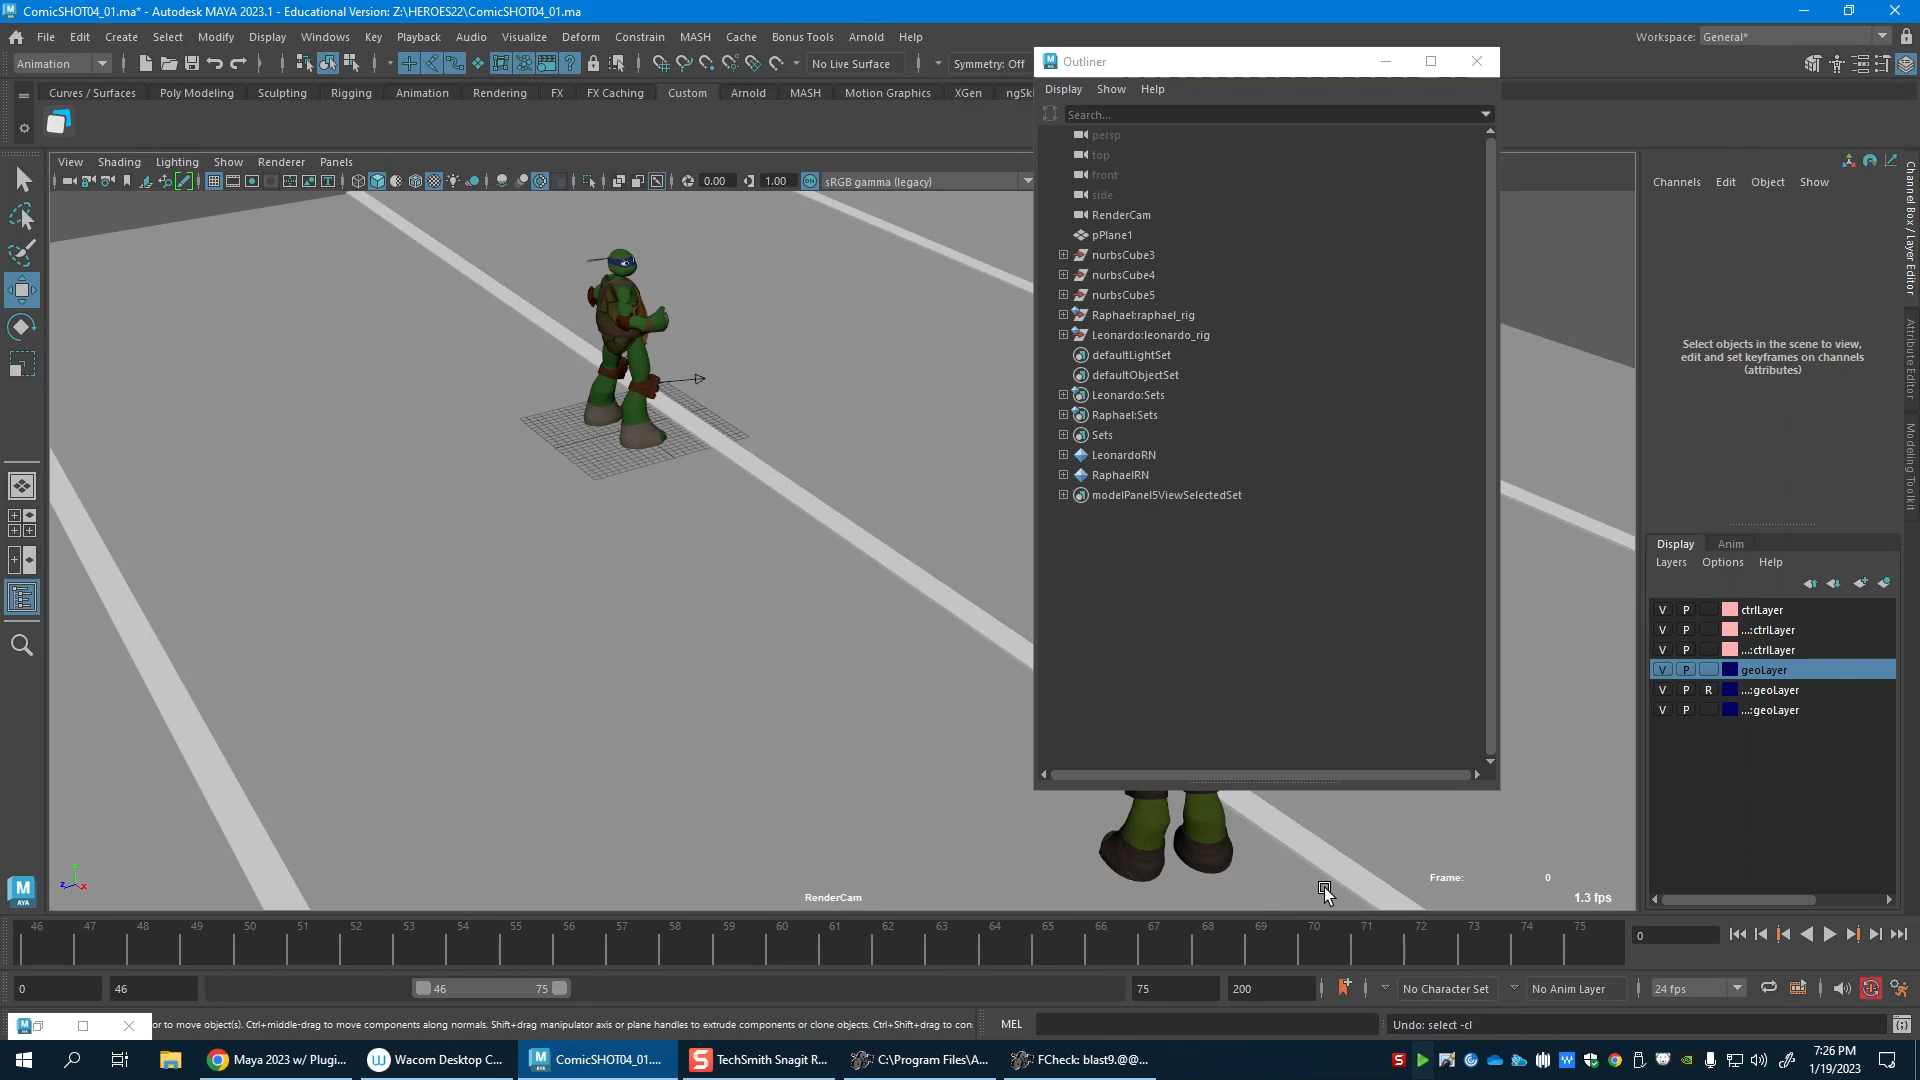 ComicSHOT04_01.ma* - Autodesk MAYA 2023.1 - Educational Version: Z:\HEROES22\ComicSHOT04_01.ma
File Edit Create Select Modify Display Windows Key Playback Audio Visualize Deform Constrain MASH Cache Bonus Tools Arnold Help
Workspace: General*
Animation
No Live Surface
Symmetry: Off
Curves / Surfaces Poly Modeling Sculpting Rigging Animation Rendering FX FX Caching Custom Arnold MASH Motion Graphics XGen ngSki
View Shading Lighting Show Renderer Panels
0.00 1.00 ON sRGB gamma (legacy)
RenderCam
Frame: 0
1.3 fps
Outliner
Display Show Help
Search...
persp
top
front
side
RenderCam
pPlane1
nurbsCube3
nurbsCube4
nurbsCube5
Raphael:raphael_rig
Leonardo:leonardo_rig
defaultLightSet
defaultObjectSet
Leonardo:Sets
Raphael:Sets
Sets
LeonardoRN
RaphaelRN
modelPanel5ViewSelectedSet
Channels Edit Object Show
Select objects in the scene to view,
edit and set keyframes on channels
(attributes)
Channel Box / Layer Editor
Attribute Editor
Modeling Toolkit
Display Anim
Layers Options Help
V P ctrlLayer
V P ...:ctrlLayer
V P ...:ctrlLayer
V P geoLayer
V P R ...:geoLayer
V P ...:geoLayer
46 47 48 49 50 51 52 53 54 55 56 57 58 59 60 61 62 63 64 65 66 67 68 69 70 71 72 73 74 75
0
0 46 46 75 75 200 No Character Set No Anim Layer 24 fps
or to move object(s). Ctrl+middle-drag to move components along normals. Shift+drag manipulator axis or plane handles to extrude components or clone objects. Ctrl+Shift+drag to con
MEL
Undo: select -cl
Maya 2023 w/ Plugi...
Wacom Desktop C...
ComicSHOT04_01....
TechSmith Snagit R...
C:\Program Files\A...
FCheck: blast9.@@...
7:26 PM
1/19/2023